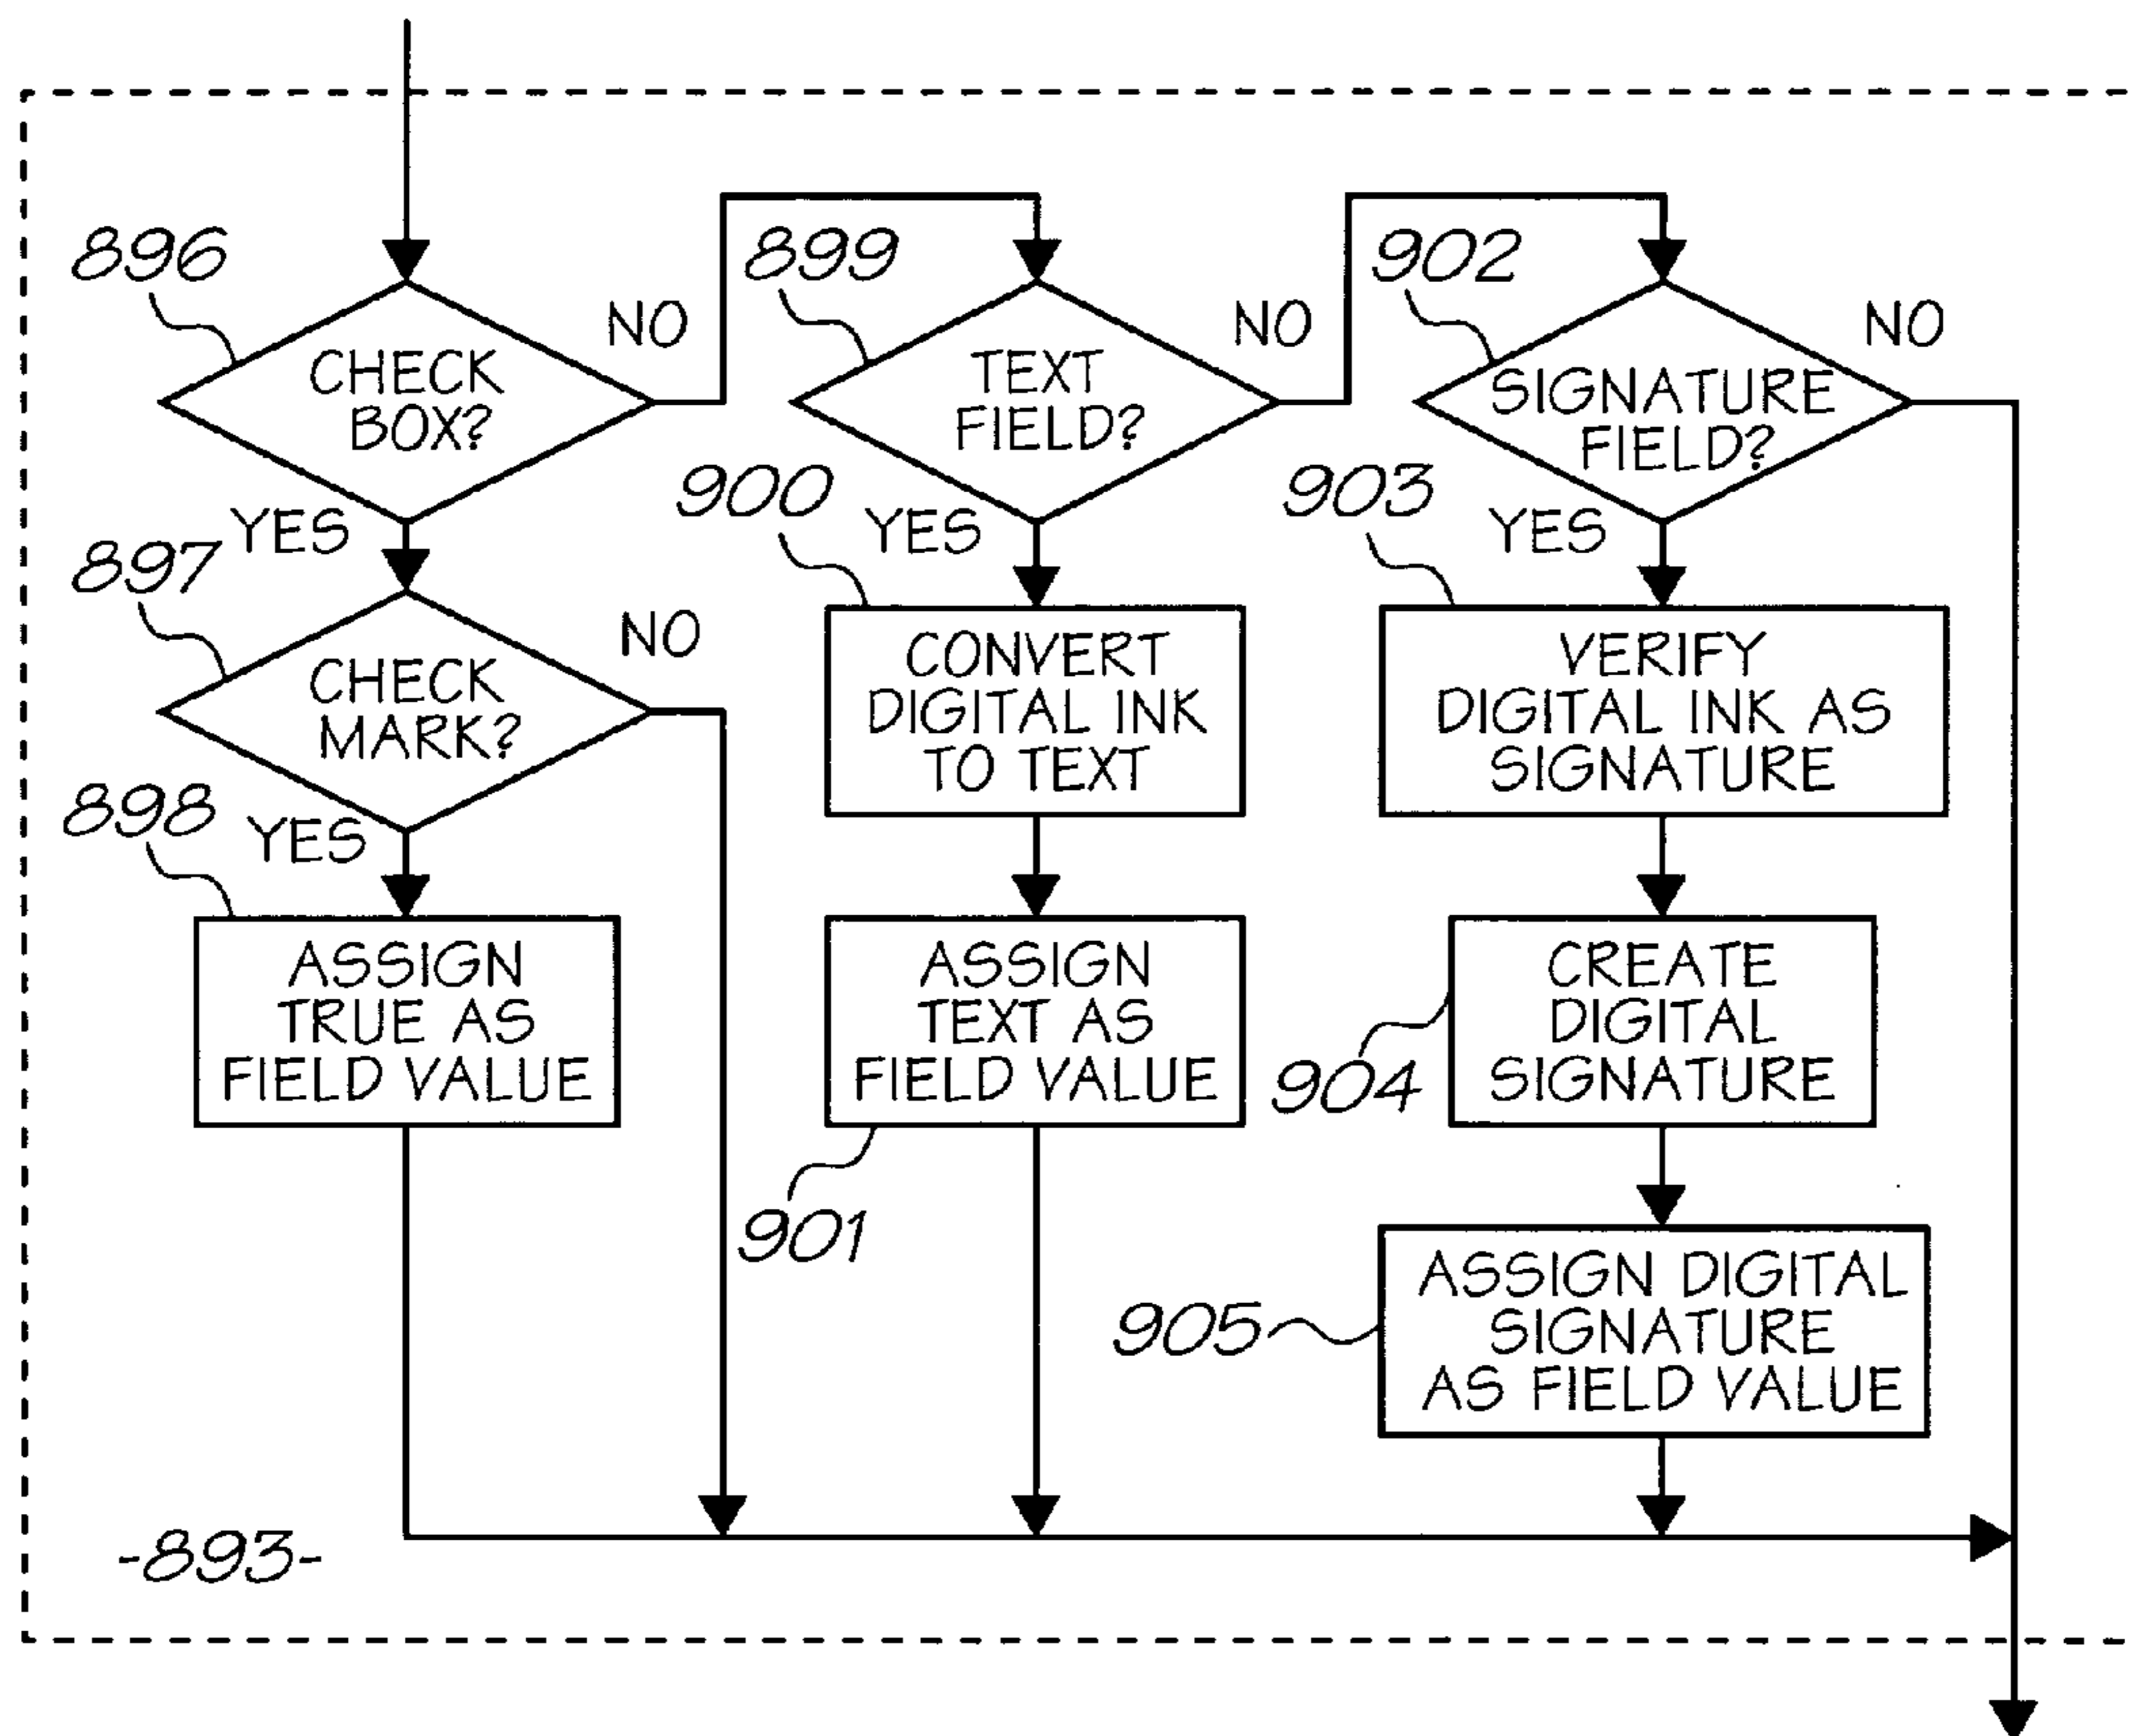 896
CHECK
BOX?
NO
YES
897
CHECK
MARK?
NO
YES
898
ASSIGN
TRUE AS
FIELD VALUE
899
TEXT
FIELD?
NO
YES
900
CONVERT
DIGITAL INK
TO TEXT
ASSIGN
TEXT AS
FIELD VALUE
901
902
SIGNATURE
FIELD?
NO
YES
903
VERIFY
DIGITAL INK AS
SIGNATURE
CREATE
DIGITAL
SIGNATURE
904
ASSIGN DIGITAL
SIGNATURE
AS FIELD VALUE
905
-893-